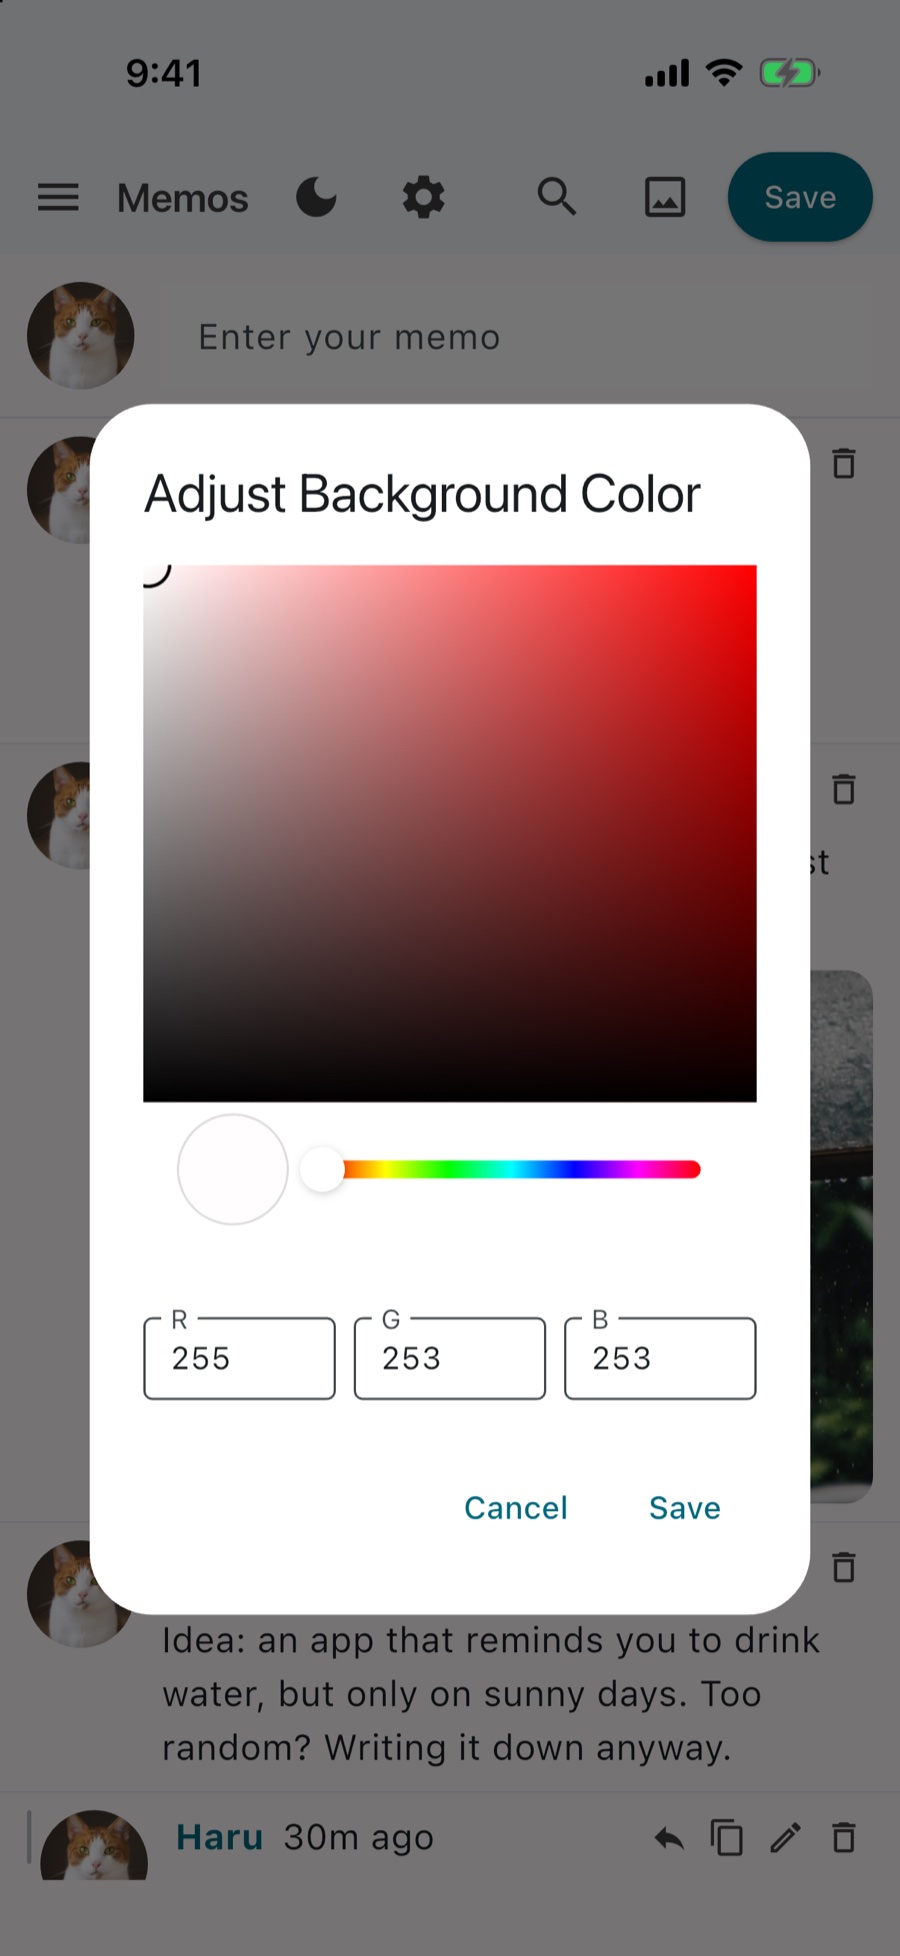 9:41
Memos
Save
Enter your memo
Adjust Background Color
st
R
255
G
253
B
253
Cancel
Save
Idea: an app that reminds you to drink
water, but only on sunny days. Too
random? Writing it down anyway.
Haru 30m ago